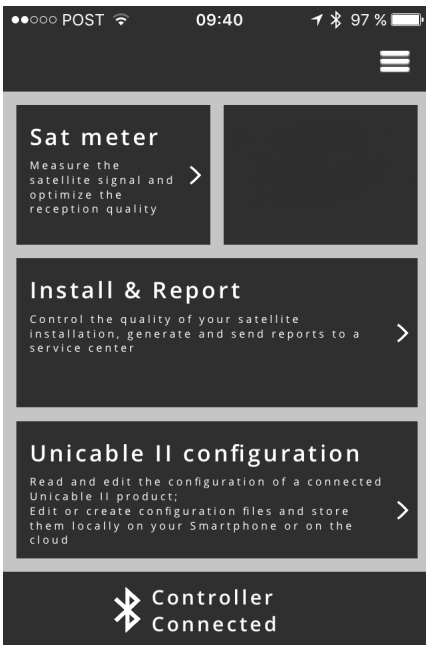 POST 09:40 97 %
Sat meter
Measure the
satellite signal and
optimize the
reception quality
Install & Report
Control the quality of your satellite
installation, generate and send reports to a
service center
Unicable II configuration
Read and edit the configuration of a connected
Unicable II product;
Edit or create configuration files and store
them locally on your Smartphone or on the
cloud
Controller
Connected